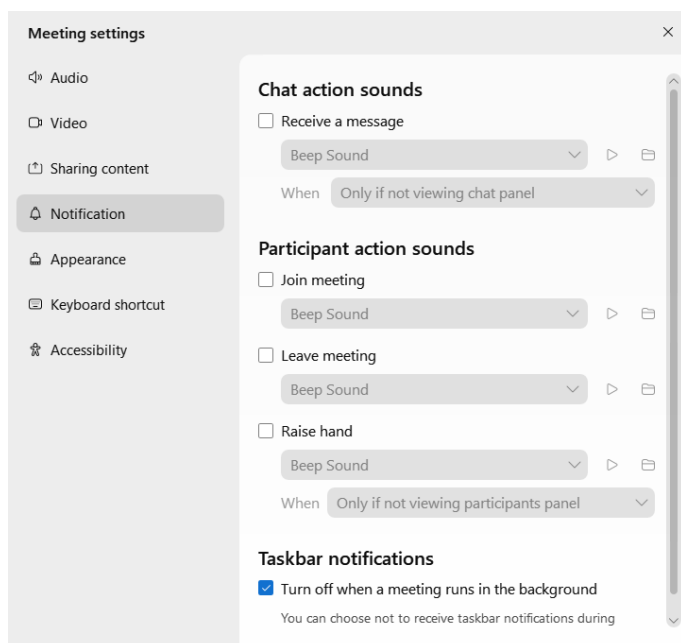 Meeting settings
Audio
Video
Sharing content
Notification
Appearance
Keyboard shortcut
Accessibility
Chat action sounds
Receive a message
Beep Sound
When Only if not viewing chat panel
Participant action sounds
Join meeting
Beep Sound
Leave meeting
Beep Sound
Raise hand
Beep Sound
When Only if not viewing participants panel
Taskbar notifications
Turn off when a meeting runs in the background
You can choose not to receive taskbar notifications during